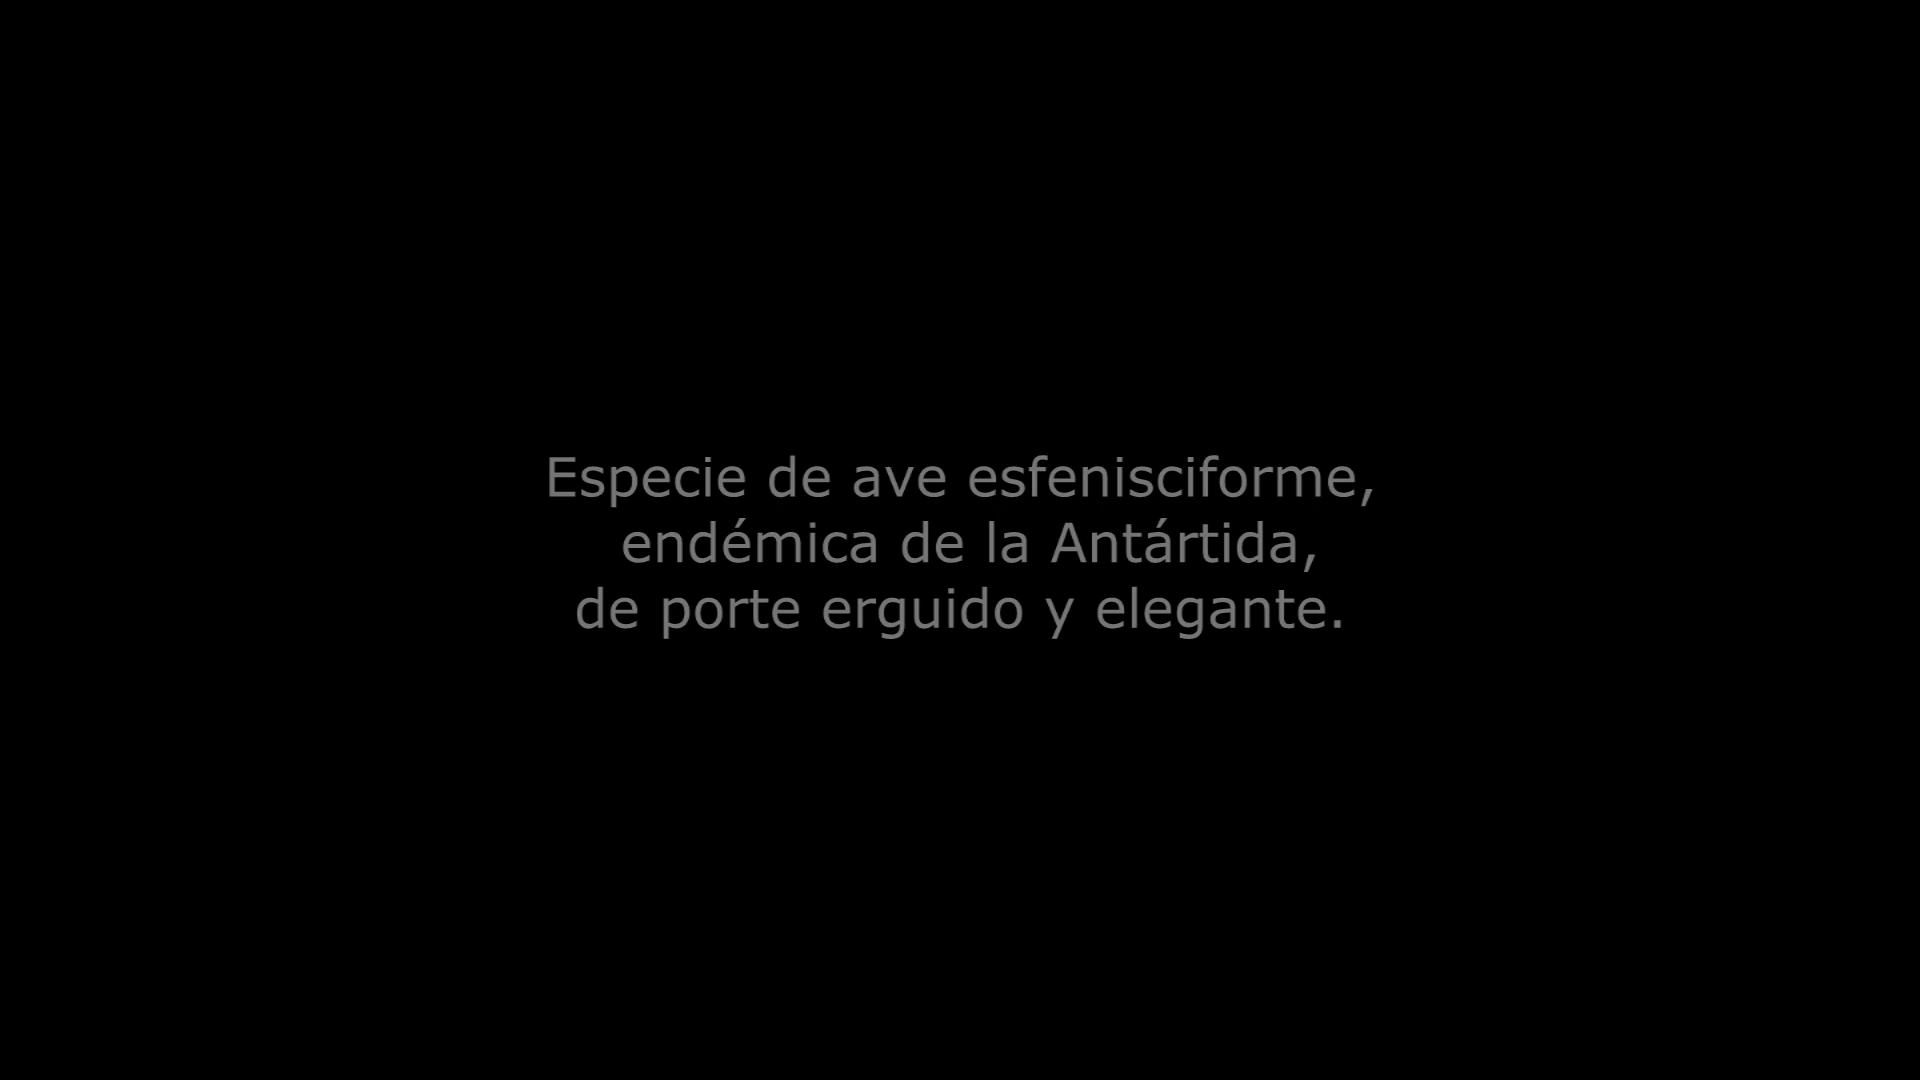 Especie de ave esfenisciforme,
endémica de la Antártida,
de porte erguido y elegante.